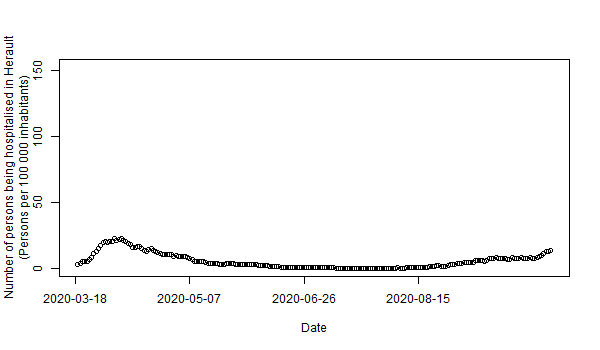 Number of persons being hospitalised in Herault
(Persons per 100 000 inhabitants)
150
100
50
0
2020-03-18 2020-05-07 2020-06-26 2020-08-15
Date